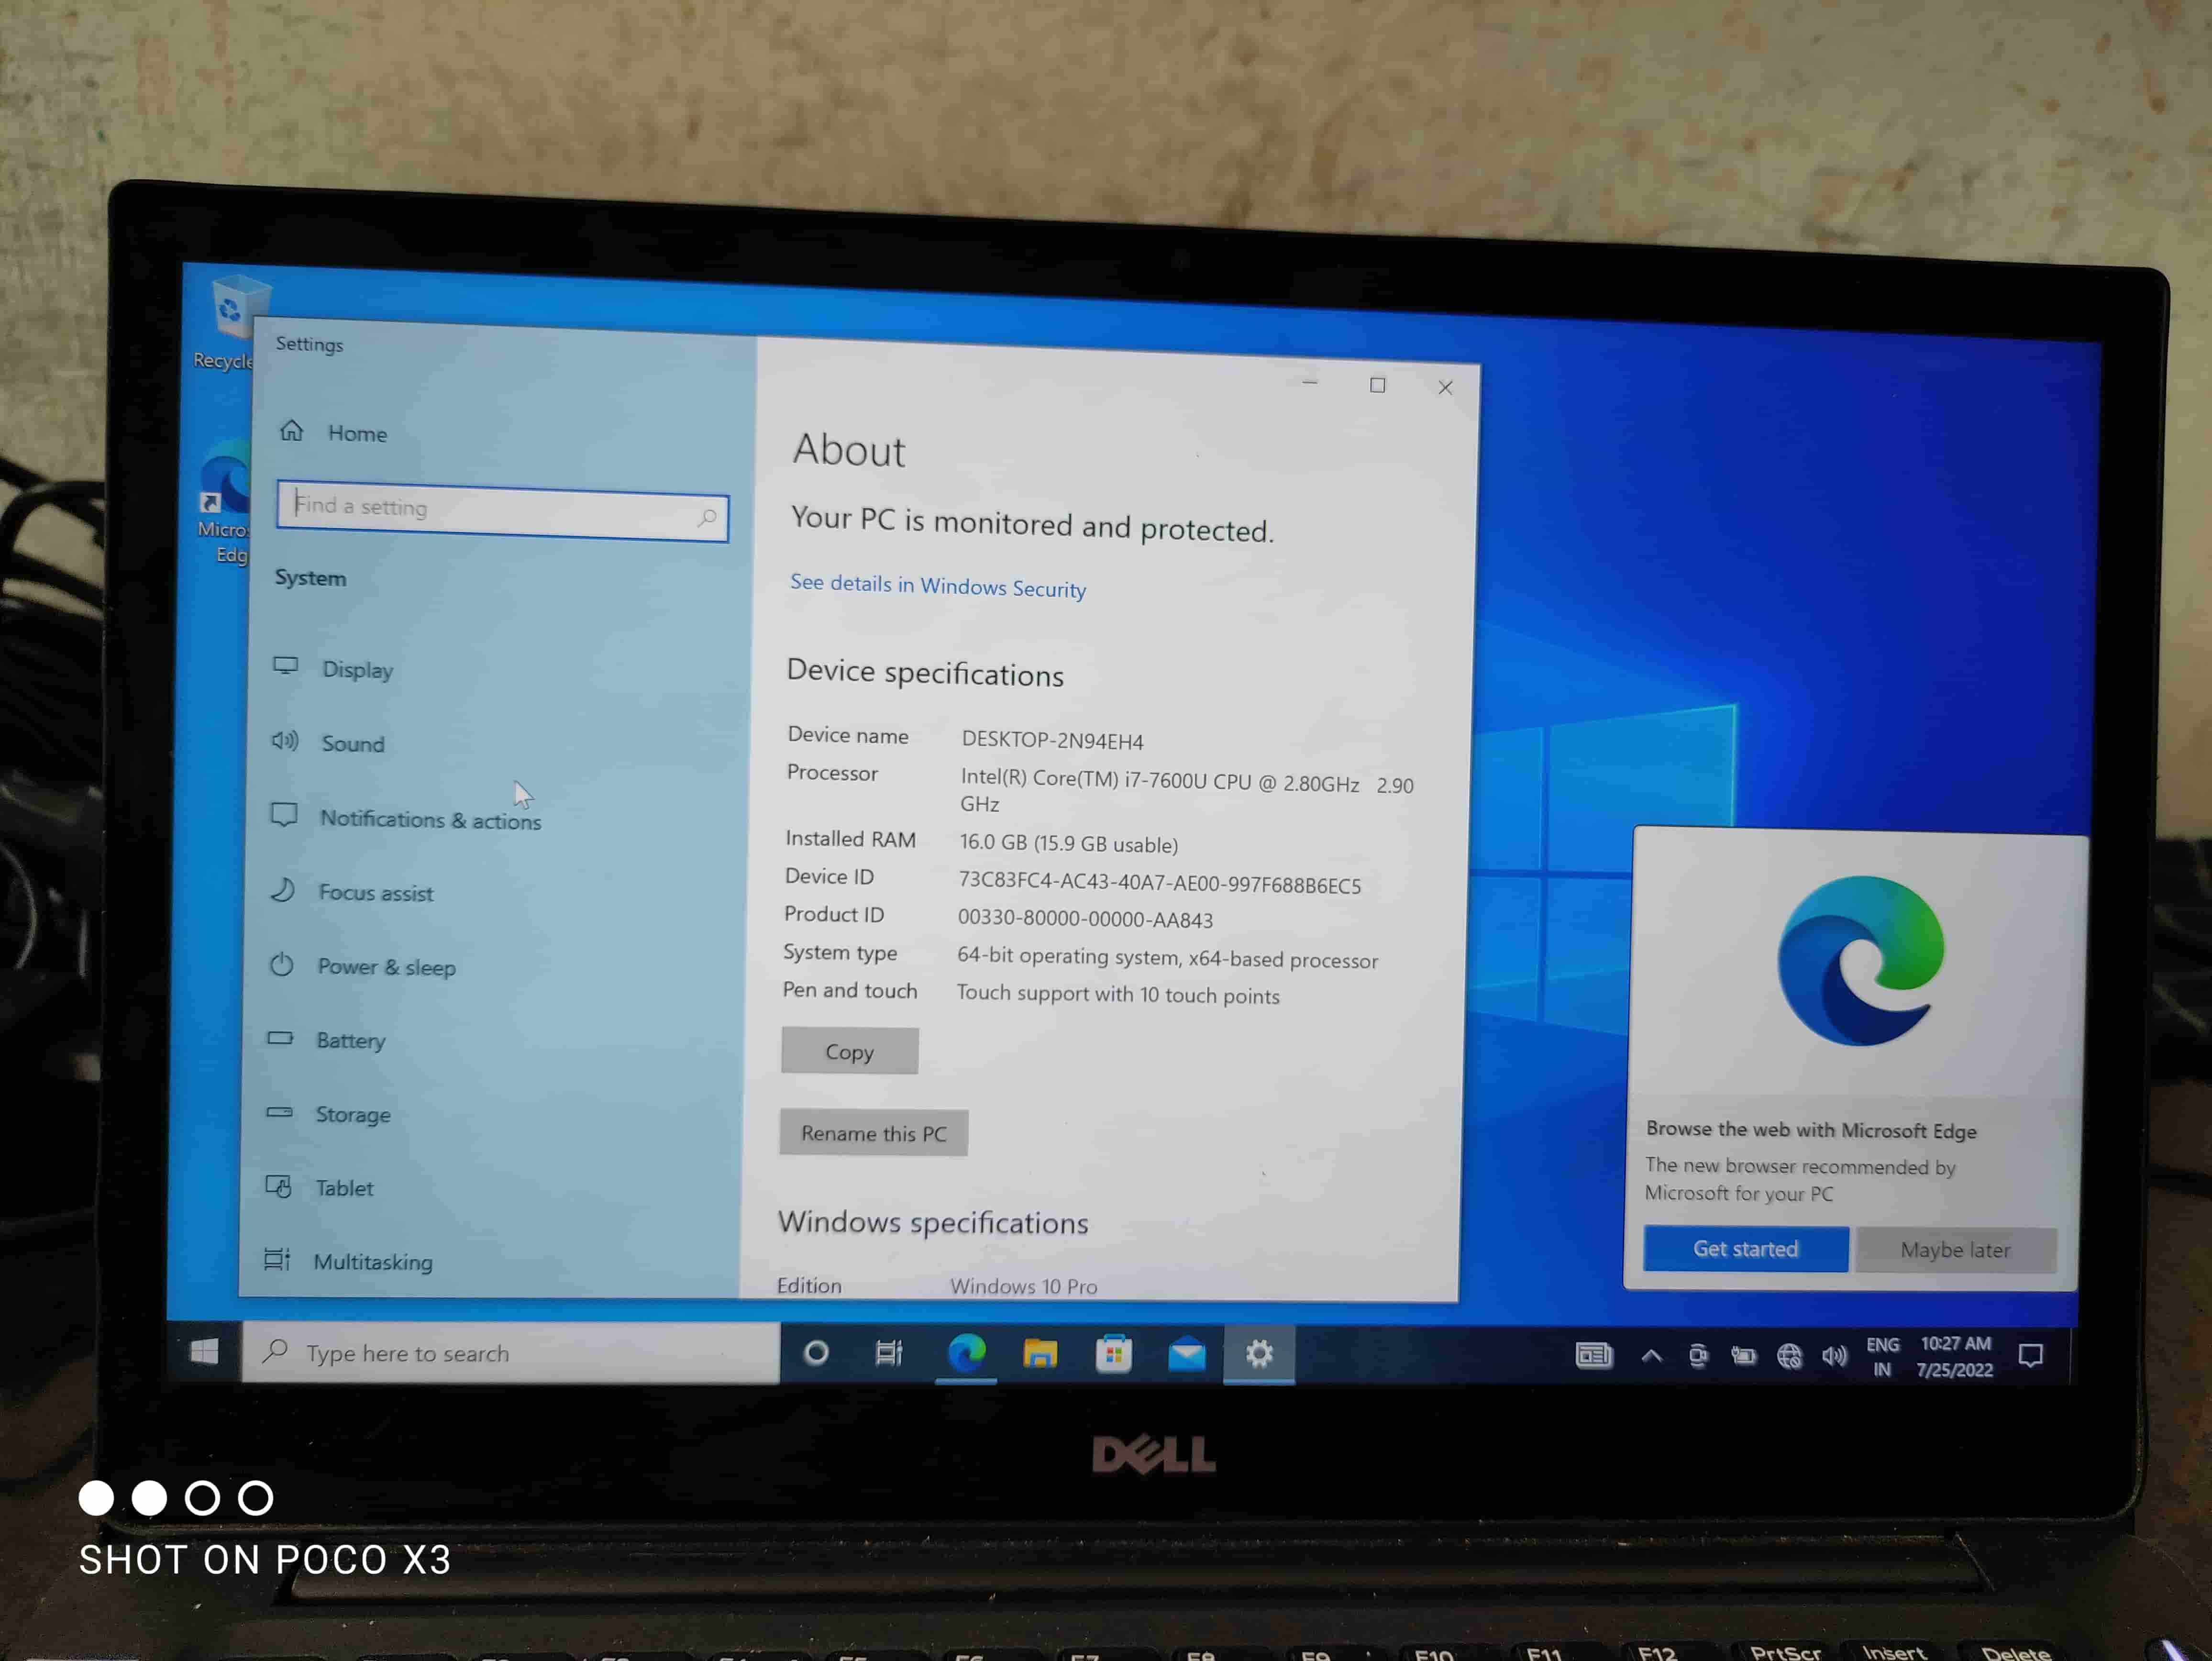 Recycle
Micro
Edg
Settings
Home
Find a setting
System
Display
Sound
Notifications & actions
Focus assist
Power & sleep
Battery
Storage
Tablet
Multitasking
About
Your PC is monitored and protected.
See details in Windows Security
Device specifications
Device name DESKTOP-2N94EH4
Processor Intel(R) Core(TM) i7-7600U CPU @ 2.80GHz 2.90
GHz
Installed RAM 16.0 GB (15.9 GB usable)
Device ID 73C83FC4-AC43-40A7-AE00-997F688B6EC5
Product ID 00330-80000-00000-AA843
System type 64-bit operating system, x64-based processor
Pen and touch Touch support with 10 touch points
Copy
Rename this PC
Windows specifications
Edition Windows 10 Pro
Browse the web with Microsoft Edge
The new browser recommended by
Microsoft for your PC
Get started Maybe later
Type here to search
ENG
IN
10:27 AM
7/25/2022
DELL
SHOT ON POCO X3
F8 F9 F10 F11 F12 PrtScr Insert Delete